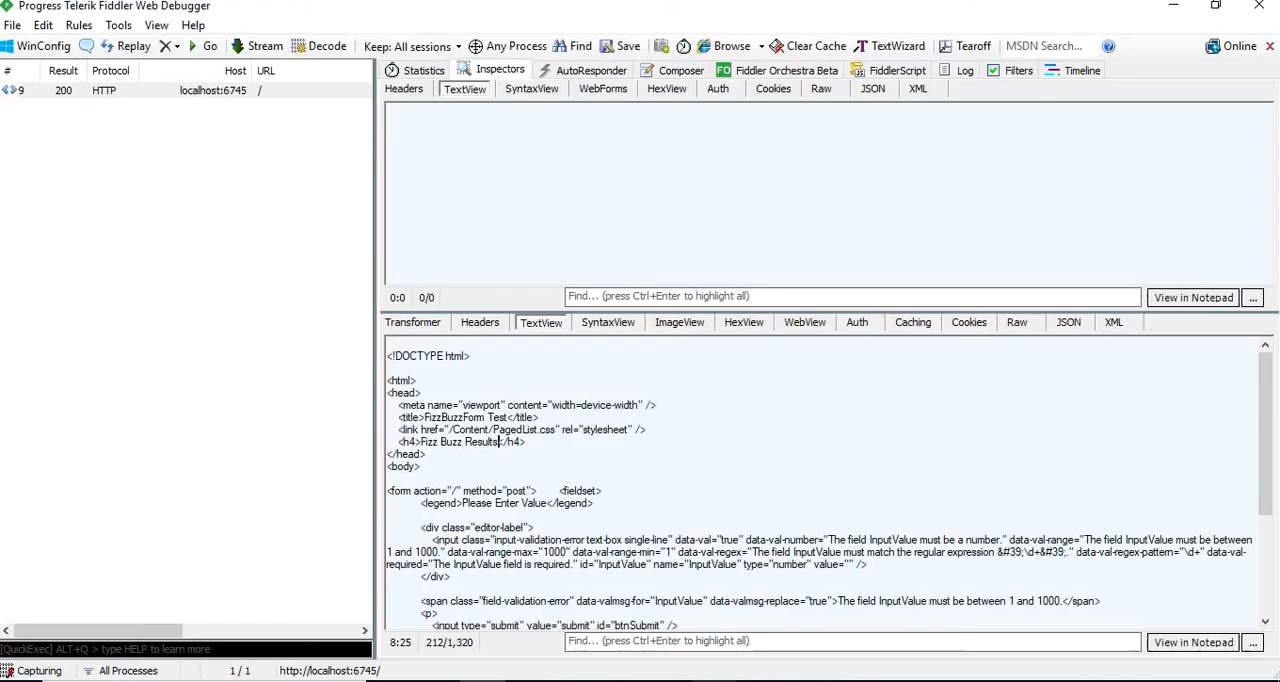 Progress Telerik Fiddler Web Debugger
File Edit Rules Tools View Help
WinConfig Replay Go Stream Decode Keep: All sessions Any Process Find Save Browse Clear Cache TextWizard Tearoff MSDN Search... Online
# Result Protocol Host URL
9 200 HTTP localhost:6745 /
Statistics Inspectors AutoResponder Composer FO Fiddler Orchestra Beta FiddlerScript Log Filters Timeline
Headers TextView SyntaxView WebForms HexView Auth Cookies Raw JSON XML
0:0 0/0 Find... (press Ctrl+Enter to highlight all) View in Notepad ...
Transformer Headers TextView SyntaxView ImageView HexView WebView Auth Caching Cookies Raw JSON XML
<!DOCTYPE html>
<html>
<head>
<meta name="viewport" content="width=device-width" />
<title>FizzBuzzForm Test</title>
<link href="/Content/PagedList.css" rel="stylesheet" />
<h4>Fizz Buzz Results</h4>
</head>
<body>
<form action="/" method="post"> <fieldset>
<legend>Please Enter Value</legend>
<div class="editor-label">
<input class="input-validation-error text-box single-line" data-val="true" data-val-number="The field InputValue must be a number." data-val-range="The field InputValue must be between
1 and 1000." data-val-range-max="1000" data-val-range-min="1" data-val-regex="The field InputValue must match the regular expression &#39;\d+&#39;." data-val-regex-pattern="\d+" data-val-
required="The InputValue field is required." id="InputValue" name="InputValue" type="number" value="" />
</div>
<span class="field-validation-error" data-valmsg-for="InputValue" data-valmsg-replace="true">The field InputValue must be between 1 and 1000.</span>
<p>
<input type="submit" value="submit" id="btnSubmit" />
8:25 212/1,320 Find... (press Ctrl+Enter to highlight all) View in Notepad ...
[QuickExec] ALT+Q > type HELP to learn more
Capturing All Processes 1 / 1 http://localhost:6745/